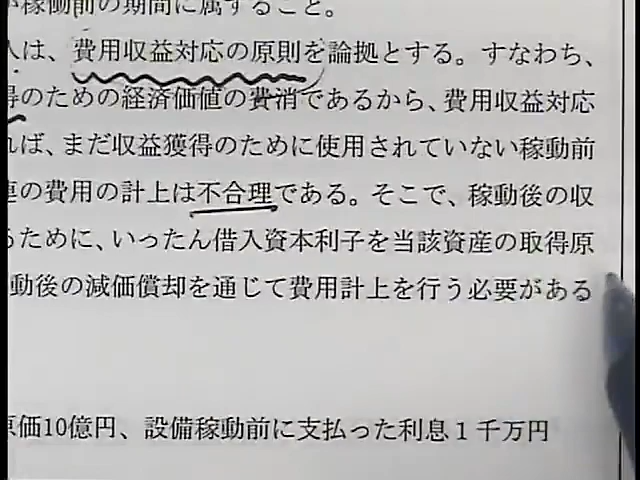 稼働前の期間に属すること。
は、費用収益対応の原則を論拠とする。すなわち、
のための経済価値の費消であるから、費用収益対応
れば、まだ収益獲得のために使用されていない稼動前
の費用の計上は不合理である。そこで、稼動後の収
ために、いったん借入資本利子を当該資産の取得原
動後の減価償却を通じて費用計上を行う必要がある
原価10億円、設備稼動前に支払った利息1千万円